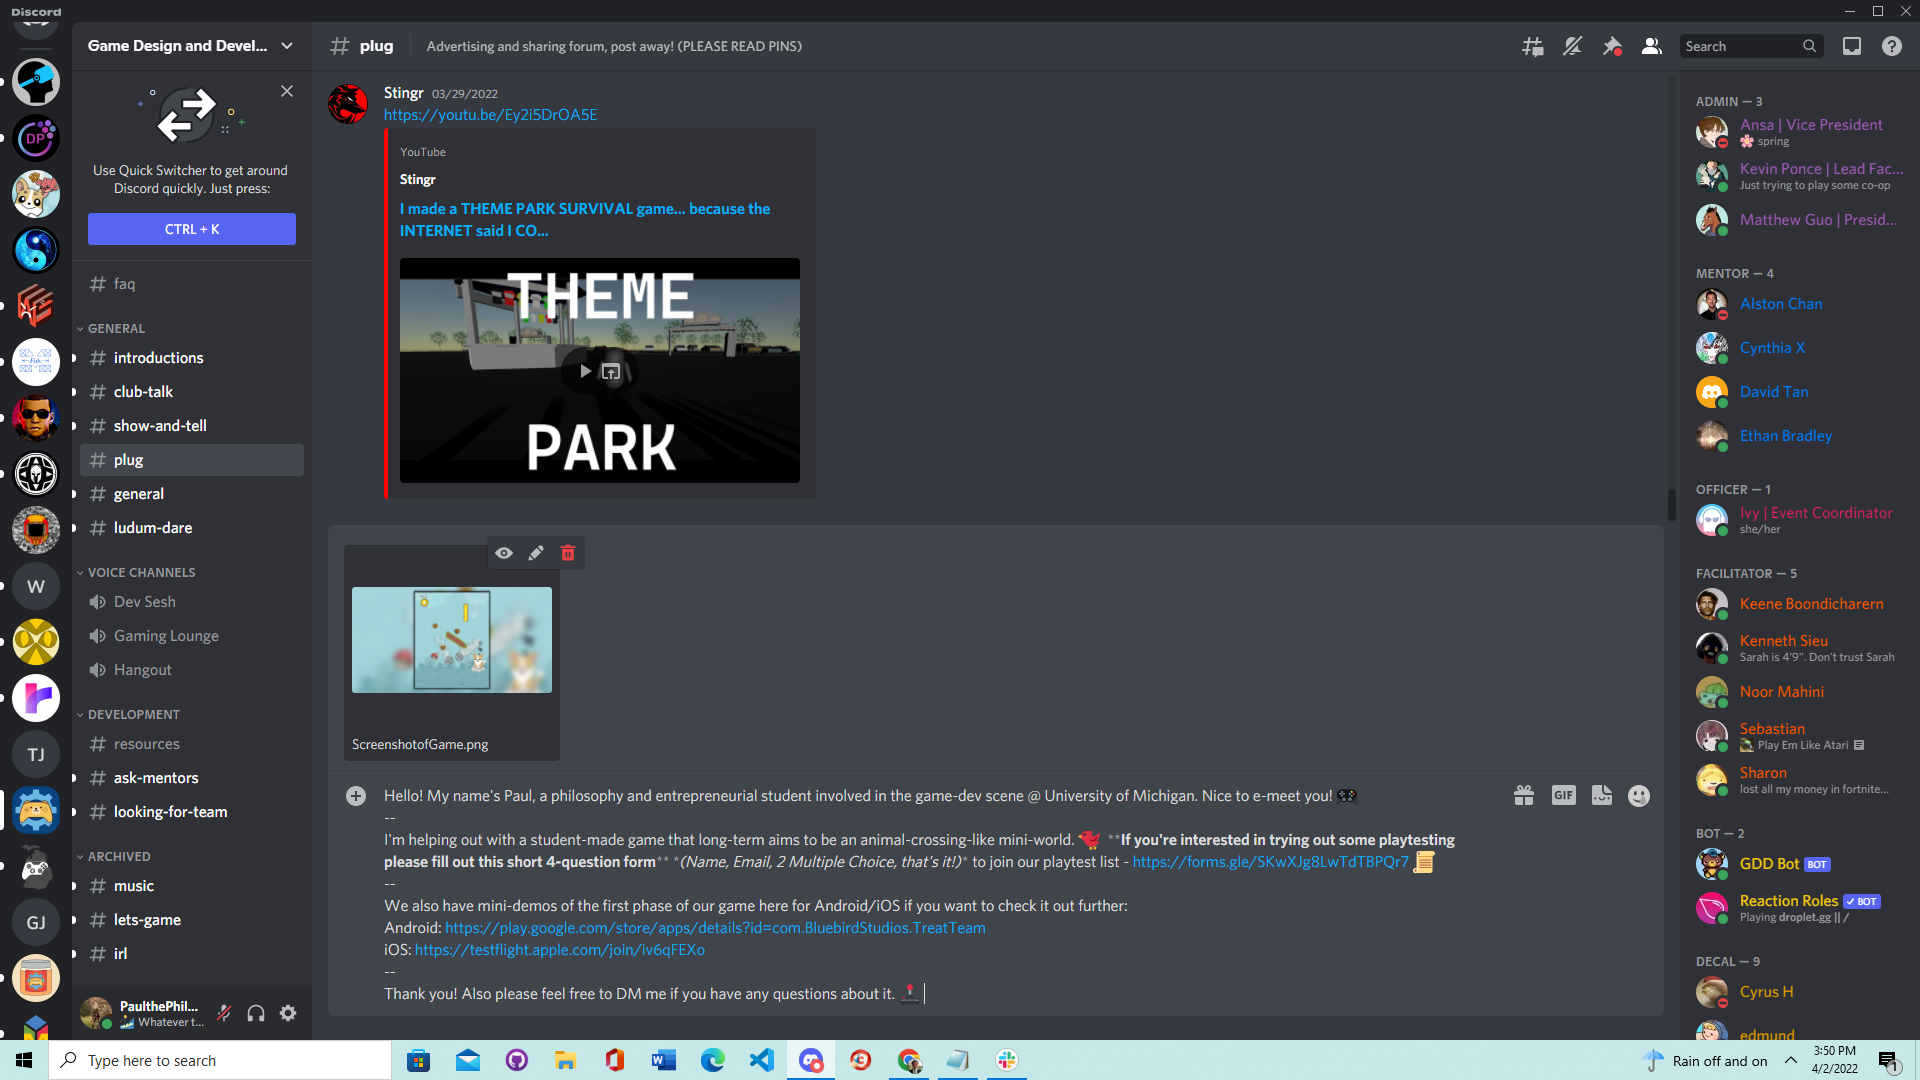 Discord
Game Design and Devel...
plug
Advertising and sharing forum, post away! (PLEASE READ PINS)
Search
Use Quick Switcher to get around
Discord quickly. Just press:
CTRL + K
faq
GENERAL
introductions
club-talk
show-and-tell
plug
general
ludum-dare
VOICE CHANNELS
Dev Sesh
Gaming Lounge
Hangout
DEVELOPMENT
resources
ask-mentors
looking-for-team
ARCHIVED
music
lets-game
irl
DP
W
TJ
GJ
PaulthePhil...
Whatever t...
Stingr 03/29/2022
https://youtu.be/Ey2i5DrOA5E
YouTube
Stingr
I made a THEME PARK SURVIVAL game... because the
INTERNET said I CO...
THEME
PARK
ScreenshotofGame.png
Hello! My name's Paul, a philosophy and entrepreneurial student involved in the game-dev scene @ University of Michigan. Nice to e-meet you! 🎮
--
I'm helping out with a student-made game that long-term aims to be an animal-crossing-like mini-world. 🐦 **If you're interested in trying out some playtesting
please fill out this short 4-question form** *(Name, Email, 2 Multiple Choice, that's it!)* to join our playtest list - https://forms.gle/SKwXJg8LwTdTBPQr7 📜
--
We also have mini-demos of the first phase of our game here for Android/iOS if you want to check it out further:
Android: https://play.google.com/store/apps/details?id=com.BluebirdStudios.TreatTeam
iOS: https://testflight.apple.com/join/iv6qFEXo
--
Thank you! Also please feel free to DM me if you have any questions about it. 🕹️
GIF
ADMIN — 3
Ansa | Vice President
🌸 spring
Kevin Ponce | Lead Fac...
Just trying to play some co-op
Matthew Guo | Presid...
MENTOR — 4
Alston Chan
Cynthia X
David Tan
Ethan Bradley
OFFICER — 1
Ivy | Event Coordinator
she/her
FACILITATOR — 5
Keene Boondicharern
Kenneth Sieu
Sarah is 4'9". Don't trust Sarah
Noor Mahini
Sebastian
Play Em Like Atari
Sharon
lost all my money in fortnite...
BOT — 2
GDD Bot BOT
Reaction Roles ✓ BOT
Playing droplet.gg || /
DECAL — 9
Cyrus H
edmund
Type here to search
Rain off and on
3:50 PM
4/2/2022
1